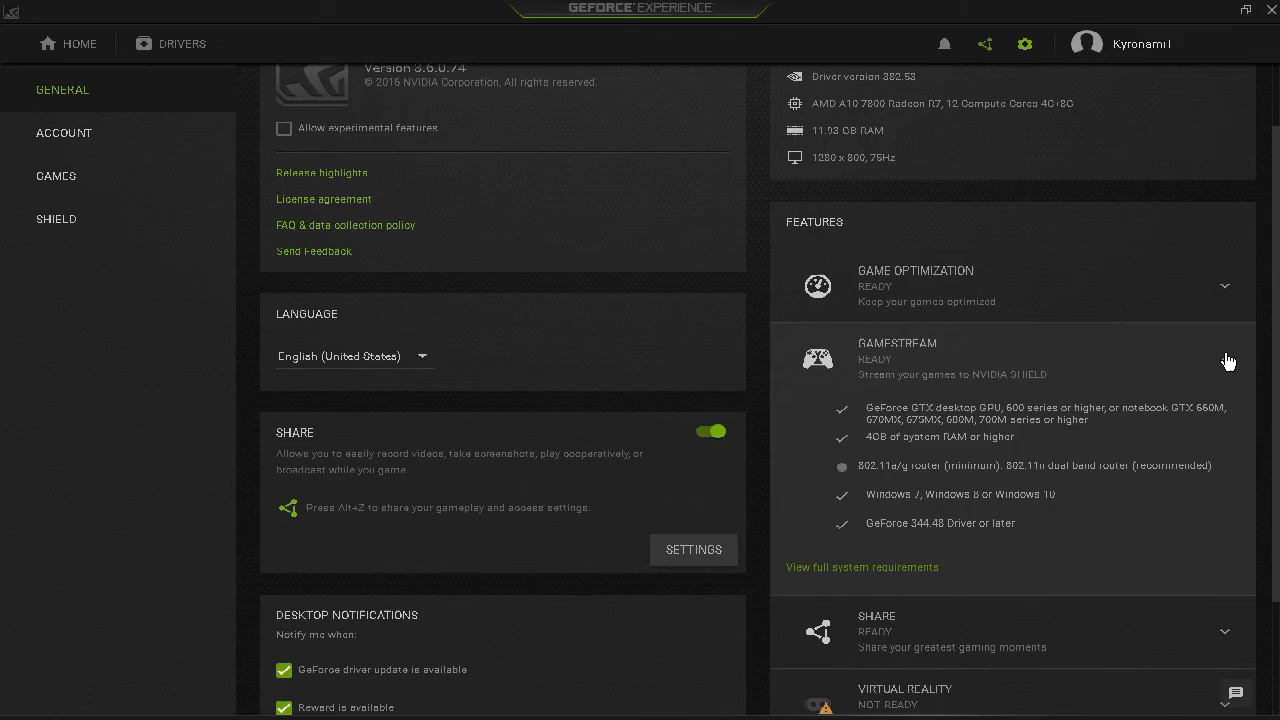 GEFORCE EXPERIENCE
HOME
DRIVERS
Kyronami I
GENERAL
ACCOUNT
GAMES
SHIELD
Version 3.6.0.74
© 2016 NVIDIA Corporation, All rights reserved.
Allow experimental features
Release highlights
License agreement
FAQ & data collection policy
Send Feedback
LANGUAGE
English (United States)
SHARE
Allows you to easily record videos, take screenshots, play cooperatively, or
broadcast while you game.
Press Alt+Z to share your gameplay and access settings.
SETTINGS
DESKTOP NOTIFICATIONS
Notify me when:
GeForce driver update is available
Reward is available
Driver version 382.53
AMD A10 7800 Radeon R7, 12 Compute Cores 4C+8G
11.93 GB RAM
1280 x 800, 75Hz
FEATURES
GAME OPTIMIZATION
READY
Keep your games optimized
GAMESTREAM
READY
Stream your games to NVIDIA SHIELD
GeForce GTX desktop GPU, 600 series or higher, or notebook GTX 660M,
670MX, 675MX, 680M, 700M series or higher
4GB of system RAM or higher
802.11a/g router (minimum). 802.11n dual band router (recommended)
Windows 7, Windows 8 or Windows 10
GeForce 344.48 Driver or later
View full system requirements
SHARE
READY
Share your greatest gaming moments
VIRTUAL REALITY
NOT READY